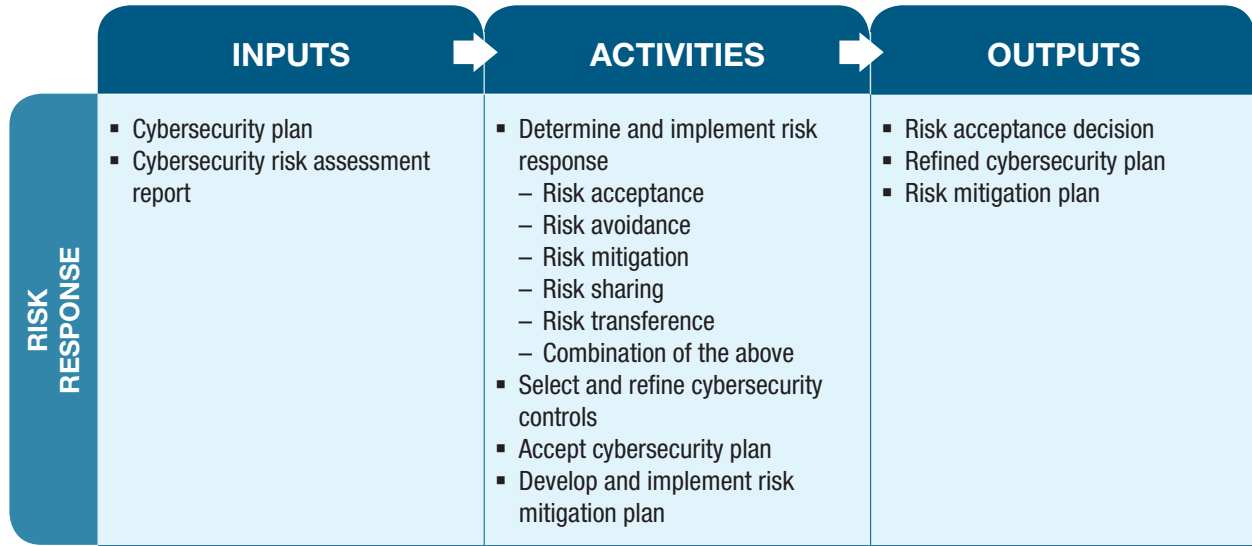 INPUTS
ACTIVITIES
OUTPUTS
RISK
RESPONSE
▪ Cybersecurity plan
▪ Cybersecurity risk assessment
report
▪ Determine and implement risk
response
– Risk acceptance
– Risk avoidance
– Risk mitigation
– Risk sharing
– Risk transference
– Combination of the above
▪ Select and refine cybersecurity
controls
▪ Accept cybersecurity plan
▪ Develop and implement risk
mitigation plan
▪ Risk acceptance decision
▪ Refined cybersecurity plan
▪ Risk mitigation plan